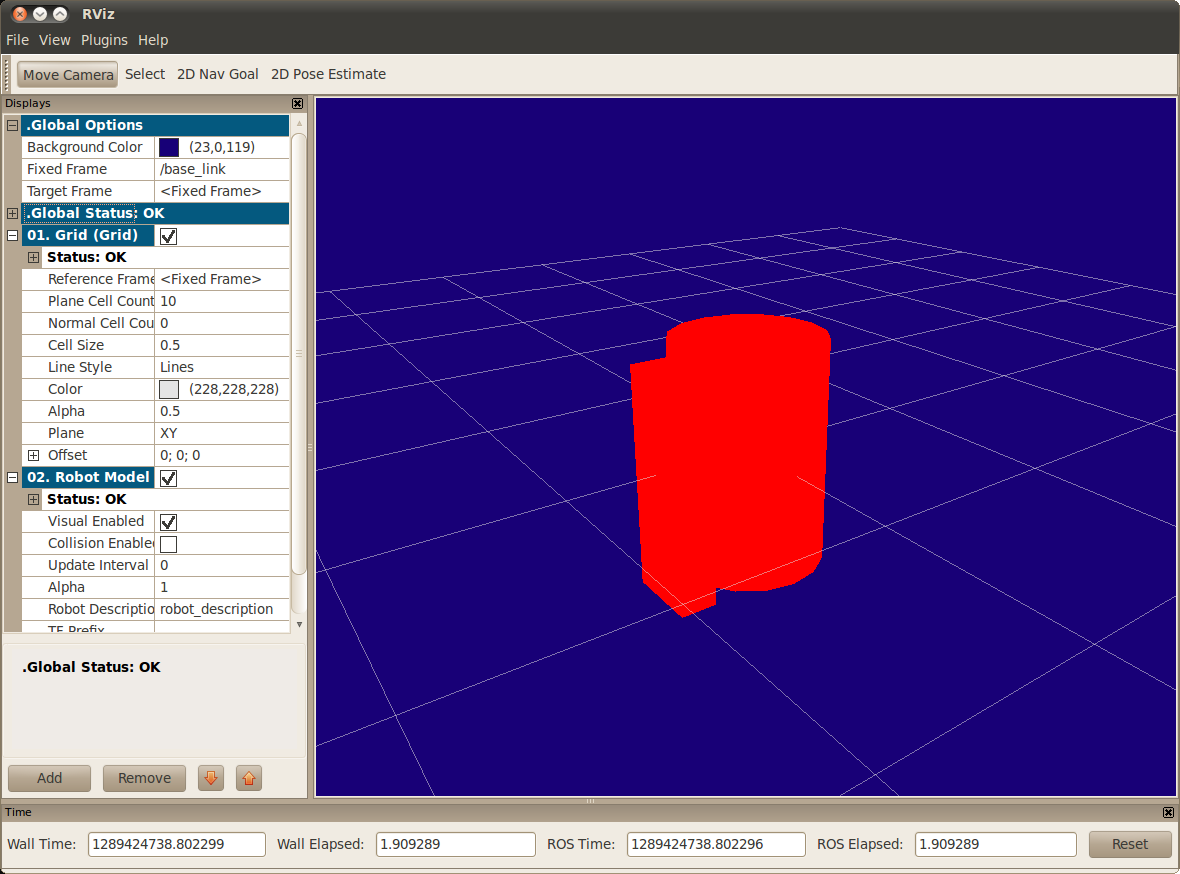 RViz
File View Plugins Help
Move Camera Select 2D Nav Goal 2D Pose Estimate
Displays
.Global Options
Background Color (23,0,119)
Fixed Frame /base_link
Target Frame <Fixed Frame>
.Global Status: OK
01. Grid (Grid)
Status: OK
Reference Frame <Fixed Frame>
Plane Cell Count 10
Normal Cell Cou 0
Cell Size 0.5
Line Style Lines
Color (228,228,228)
Alpha 0.5
Plane XY
Offset 0; 0; 0
02. Robot Model
Status: OK
Visual Enabled
Collision Enable
Update Interval 0
Alpha 1
Robot Descriptio robot_description
TF Prefix
.Global Status: OK
Add Remove
Time
Wall Time: 1289424738.802299 Wall Elapsed: 1.909289 ROS Time: 1289424738.802296 ROS Elapsed: 1.909289 Reset